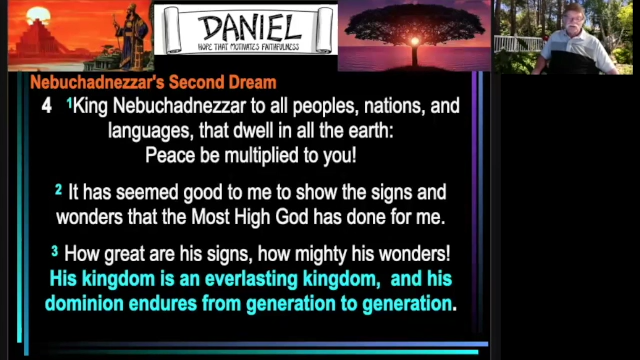 DANIEL
HOPE THAT MOTIVATES FAITHFULNESS
Nebuchadnezzar's Second Dream
4 ¹King Nebuchadnezzar to all peoples, nations, and
languages, that dwell in all the earth:
Peace be multiplied to you!
² It has seemed good to me to show the signs and
wonders that the Most High God has done for me.
³ How great are his signs, how mighty his wonders!
His kingdom is an everlasting kingdom, and his
dominion endures from generation to generation.